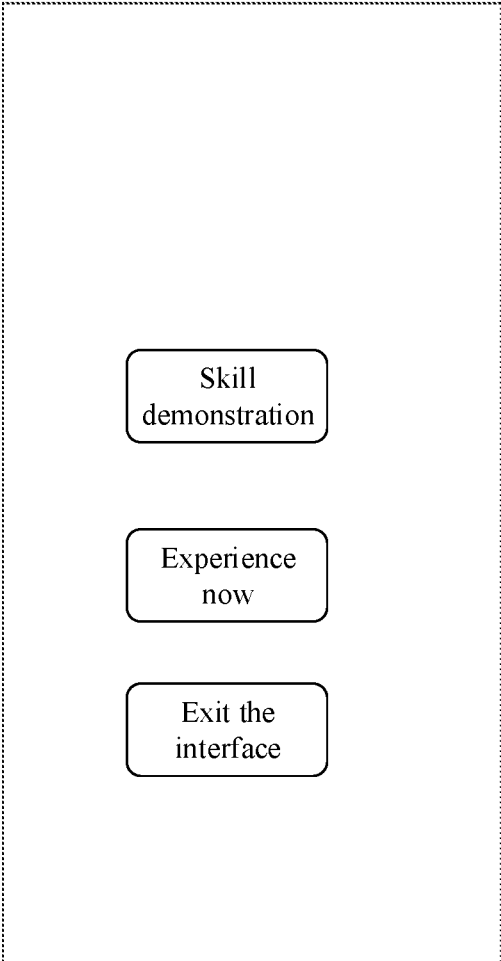 Skill
demonstration
Experience
now
Exit the
interface